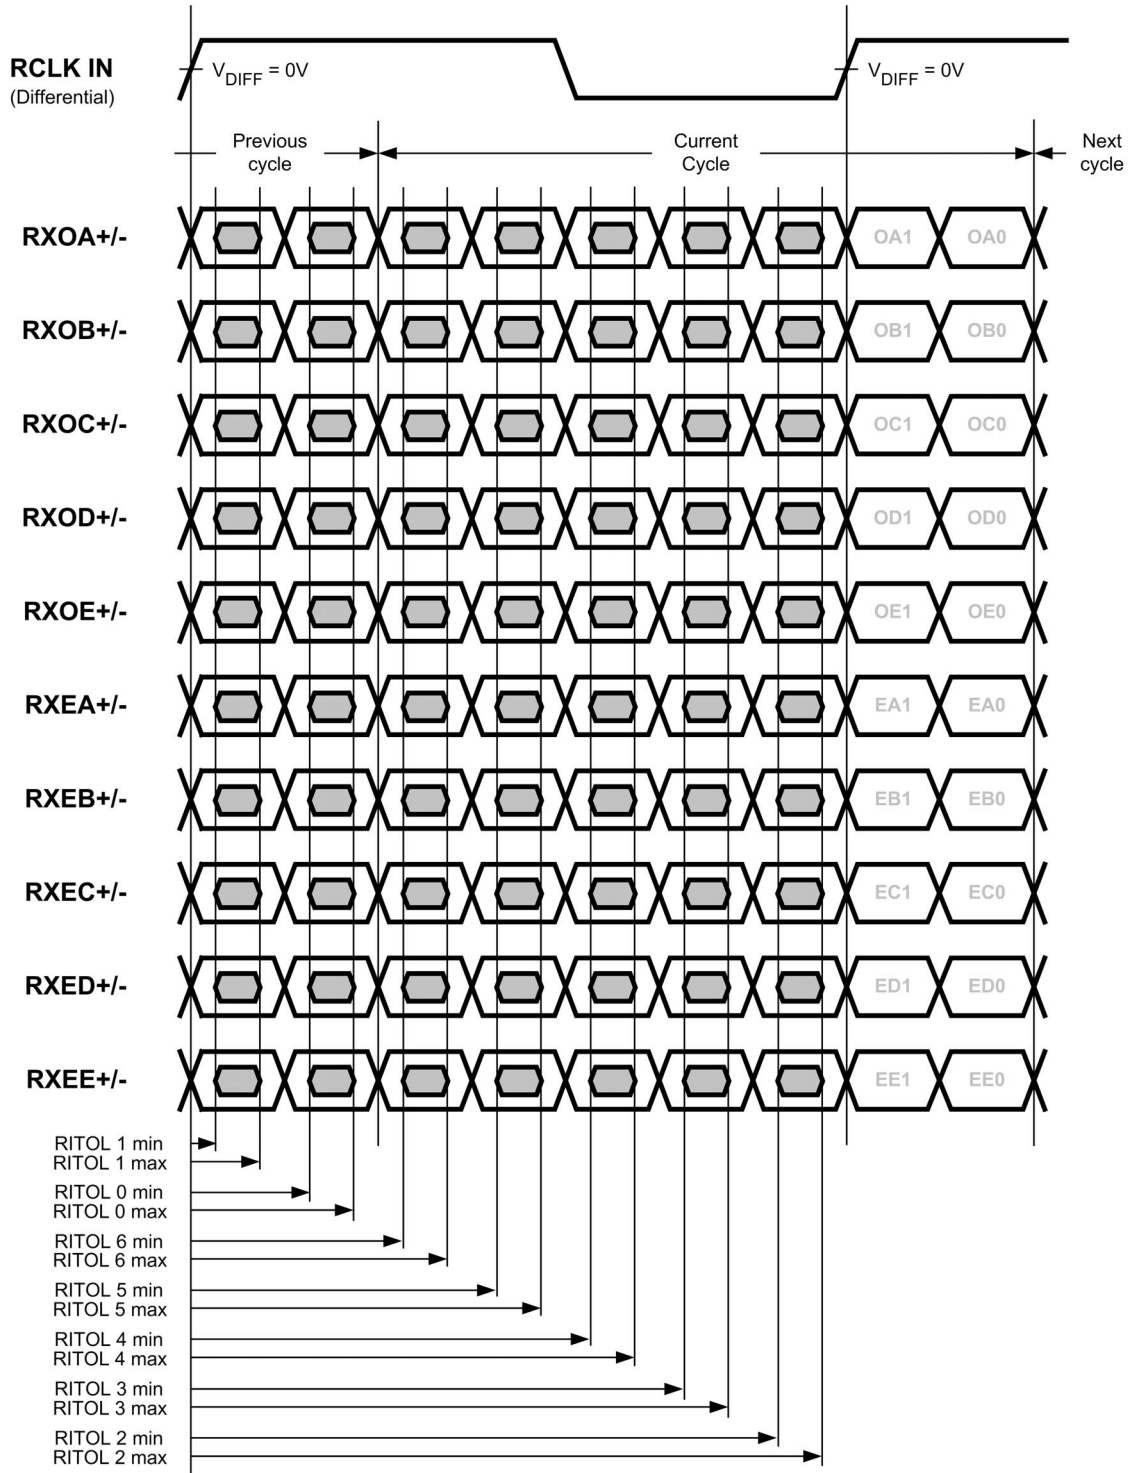 RCLK IN
(Differential)
VDIFF = 0V
VDIFF = 0V
Previous
cycle
Current
Cycle
Next
cycle
RXOA+/-
OA1
OA0
RXOB+/-
OB1
OB0
RXOC+/-
OC1
OC0
RXOD+/-
OD1
OD0
RXOE+/-
OE1
OE0
RXEA+/-
EA1
EA0
RXEB+/-
EB1
EB0
RXEC+/-
EC1
EC0
RXED+/-
ED1
ED0
RXEE+/-
EE1
EE0
RITOL 1 min
RITOL 1 max
RITOL 0 min
RITOL 0 max
RITOL 6 min
RITOL 6 max
RITOL 5 min
RITOL 5 max
RITOL 4 min
RITOL 4 max
RITOL 3 min
RITOL 3 max
RITOL 2 min
RITOL 2 max